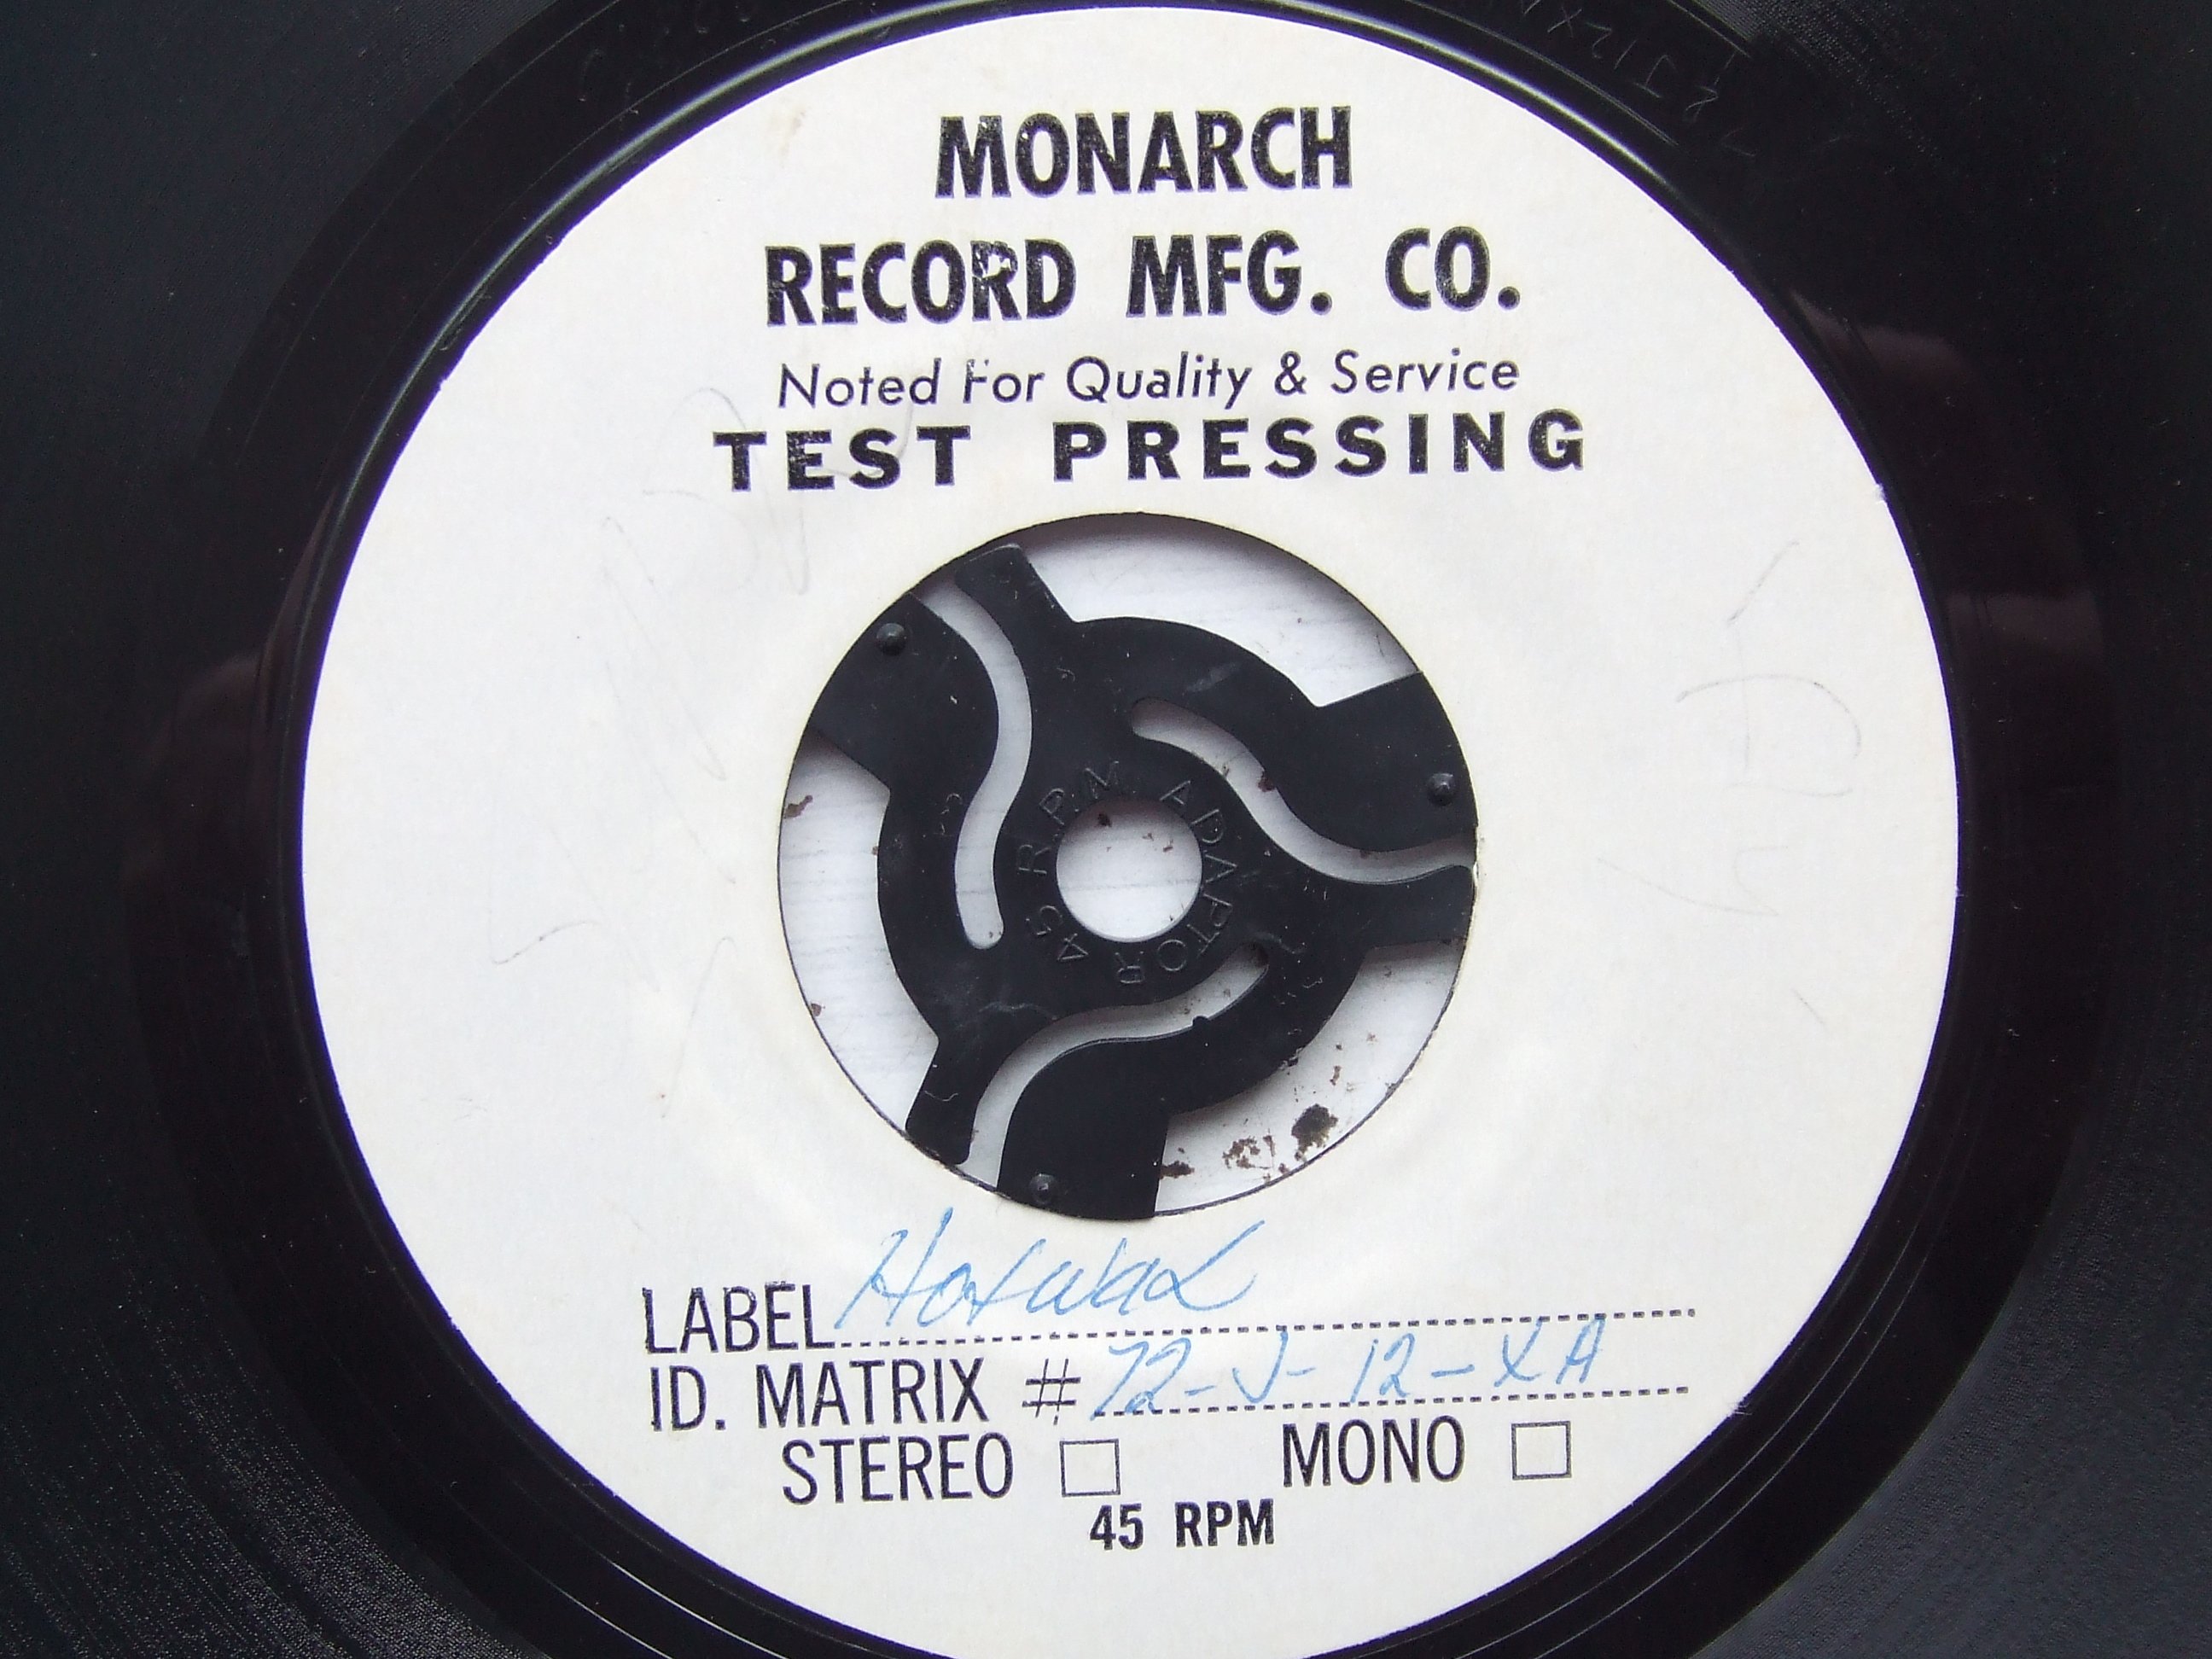 MONARCH
RECORD MFG. CO.
Noted For Quality & Service
TEST PRESSING
45 R.P.M. ADAPTOR
LABEL Hotwax
ID. MATRIX # 72-J-12-XA
STEREO MONO
45 RPM